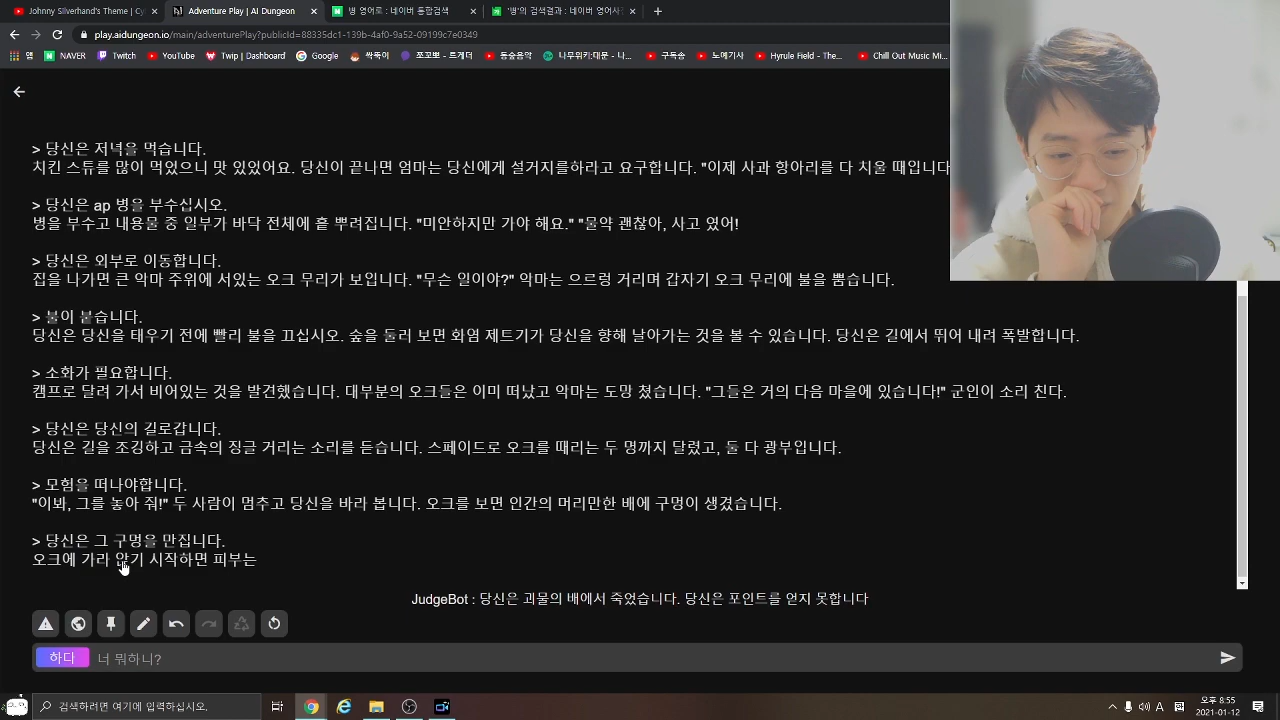 Johnny Silverhand's Theme | Cy
Adventure Play | AI Dungeon
병 영어로 : 네이버 통합검색
'병'의 검색결과 : 네이버 영어사
play.aidungeon.io/main/adventurePlay?publicId=88335dc1-139b-4af0-9a52-09199c7e0349
앱 NAVER Twitch YouTube Twip | Dashboard Google 싹뚝이 쪼꼬뽀 - 트게더 동숲음악 나무위키:대문 - 나... 구독송 노예기사 Hyrule Field - The... Chill Out Music Mi...
> 당신은 저녁을 먹습니다.
치킨 스튜를 많이 먹었으니 맛 있었어요. 당신이 끝나면 엄마는 당신에게 설거지를하라고 요구합니다. "이제 사과 항아리를 다 치울 때입니다
> 당신은 ap 병을 부수십시오.
병을 부수고 내용물 중 일부가 바닥 전체에 흩 뿌려집니다. "미안하지만 가야 해요." "물약 괜찮아, 사고 였어!
> 당신은 외부로 이동합니다.
집을 나가면 큰 악마 주위에 서있는 오크 무리가 보입니다. "무슨 일이야?" 악마는 으르렁 거리며 갑자기 오크 무리에 불을 뿜습니다.
> 불이 붙습니다.
당신은 당신을 태우기 전에 빨리 불을 끄십시오. 숲을 둘러 보면 화염 제트기가 당신을 향해 날아가는 것을 볼 수 있습니다. 당신은 길에서 뛰어 내려 폭발합니다.
> 소화가 필요합니다.
캠프로 달려 가서 비어있는 것을 발견했습니다. 대부분의 오크들은 이미 떠났고 악마는 도망 쳤습니다. "그들은 거의 다음 마을에 있습니다!" 군인이 소리 친다.
> 당신은 당신의 길로갑니다.
당신은 길을 조깅하고 금속의 징글 거리는 소리를 듣습니다. 스페이드로 오크를 때리는 두 명까지 달렸고, 둘 다 광부입니다.
> 모험을 떠나야합니다.
"이봐, 그를 놓아 줘!" 두 사람이 멈추고 당신을 바라 봅니다. 오크를 보면 인간의 머리만한 배에 구멍이 생겼습니다.
> 당신은 그 구멍을 만집니다.
오크에 가라 앉기 시작하면 피부는
JudgeBot : 당신은 괴물의 배에서 죽었습니다. 당신은 포인트를 얻지 못합니다
하다 너 뭐하니?
검색하려면 여기에 입력하십시오.
A 한 오후 8:55
2021-01-12